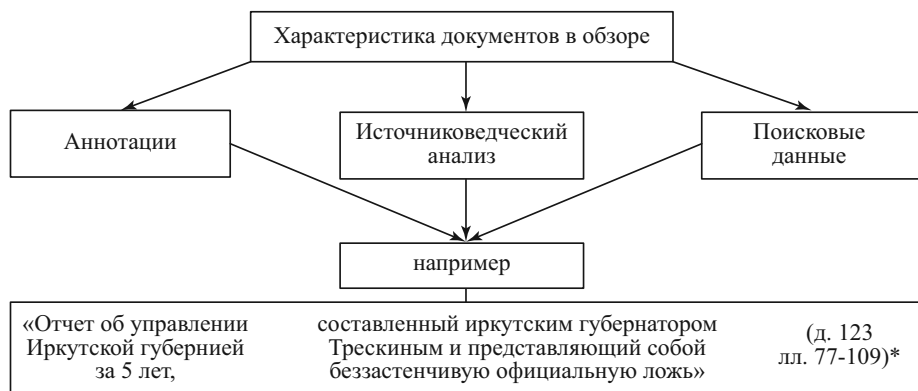 Характеристика документов в обзоре
Аннотации
Источниковедческий
анализ
Поисковые
данные
например
«Отчет об управлении
Иркутской губернией
за 5 лет,
составленный иркутским губернатором
Трескиным и представляющий собой
беззастенчивую официальную ложь»
(д. 123
лл. 77-109)*